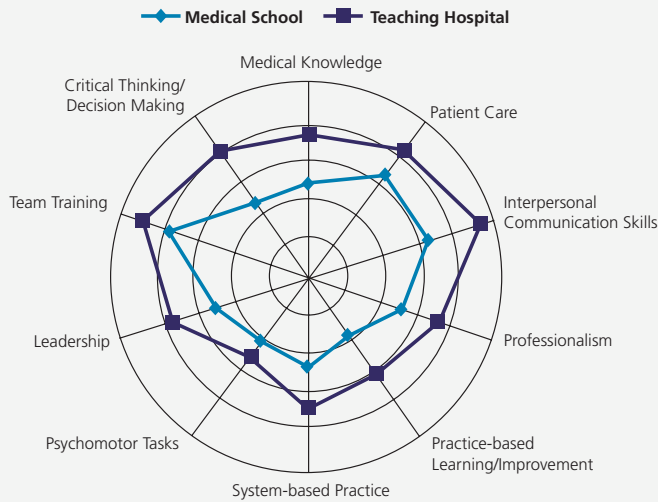 Medical School Teaching Hospital
Medical Knowledge
Critical Thinking/
Decision Making
Patient Care
Team Training
Interpersonal
Communication Skills
Leadership
Professionalism
Psychomotor Tasks
Practice-based
Learning/Improvement
System-based Practice